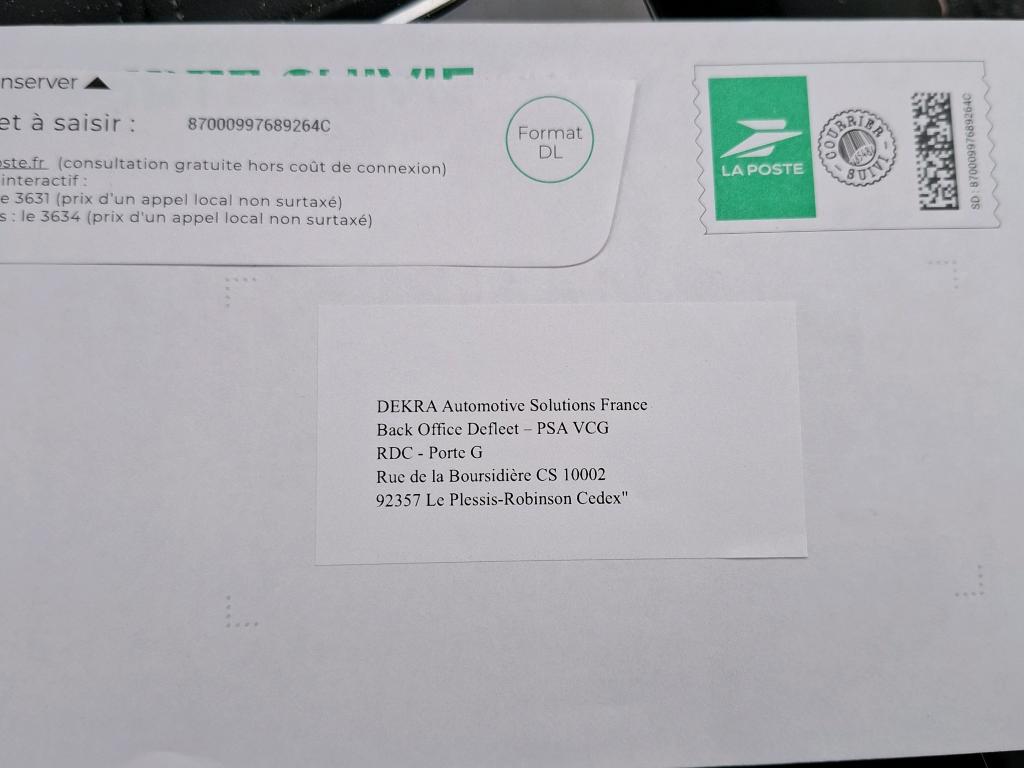 nserver ▲
et à saisir : 87000997689264C
oste.fr (consultation gratuite hors coût de connexion)
interactif :
e 3631 (prix d'un appel local non surtaxé)
s : le 3634 (prix d'un appel local non surtaxé)
Format
DL
LA POSTE
COURRIER
SUIVI
SD : 87000997689264C
DEKRA Automotive Solutions France
Back Office Defleet – PSA VCG
RDC - Porte G
Rue de la Boursidière CS 10002
92357 Le Plessis-Robinson Cedex"